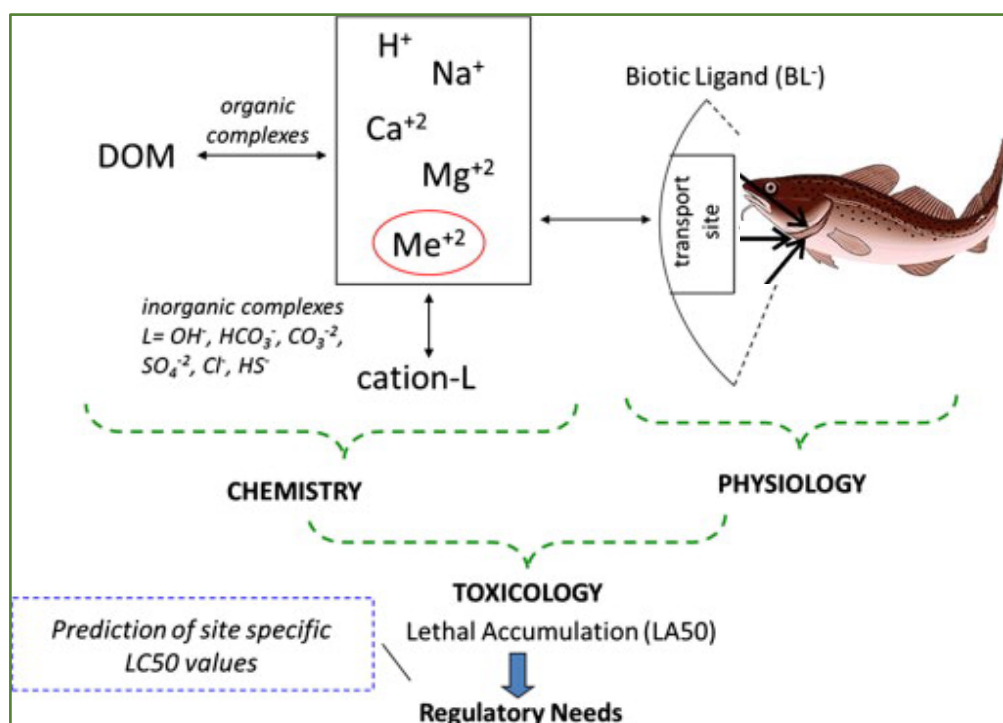 H⁺
Na⁺
Ca⁺²
Mg⁺²
Me⁺²
organic
complexes
DOM
Biotic Ligand (BL⁻)
transport
site
inorganic complexes
L= OH⁻, HCO₃⁻, CO₃⁻²,
SO₄⁻², Cl⁻, HS⁻
cation-L
CHEMISTRY
PHYSIOLOGY
TOXICOLOGY
Lethal Accumulation (LA50)
Prediction of site specific
LC50 values
Regulatory Needs